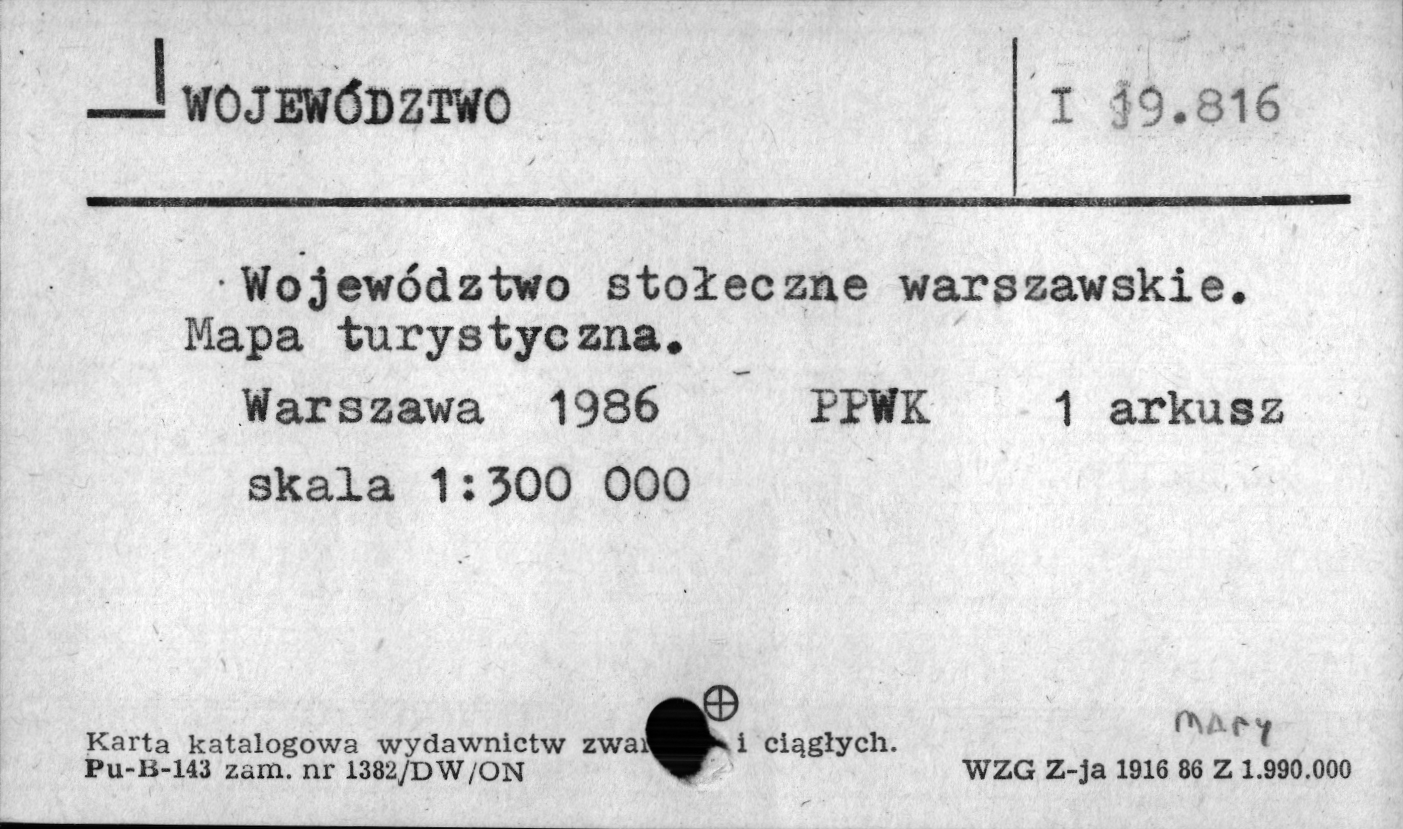 WOJEWÓDZTWO
I 19.816
Województwo stołeczne warszawskie.
Mapa turystyczna.
Warszawa 1986 PPWK 1 arkusz
skala 1:300 000
Mapy
Karta katalogowa wydawnictw i ciągłych.
Pu-B-143 zam. nr 1382/DW/ON
WZG Z-ja 1916 86 Z 1.990.000